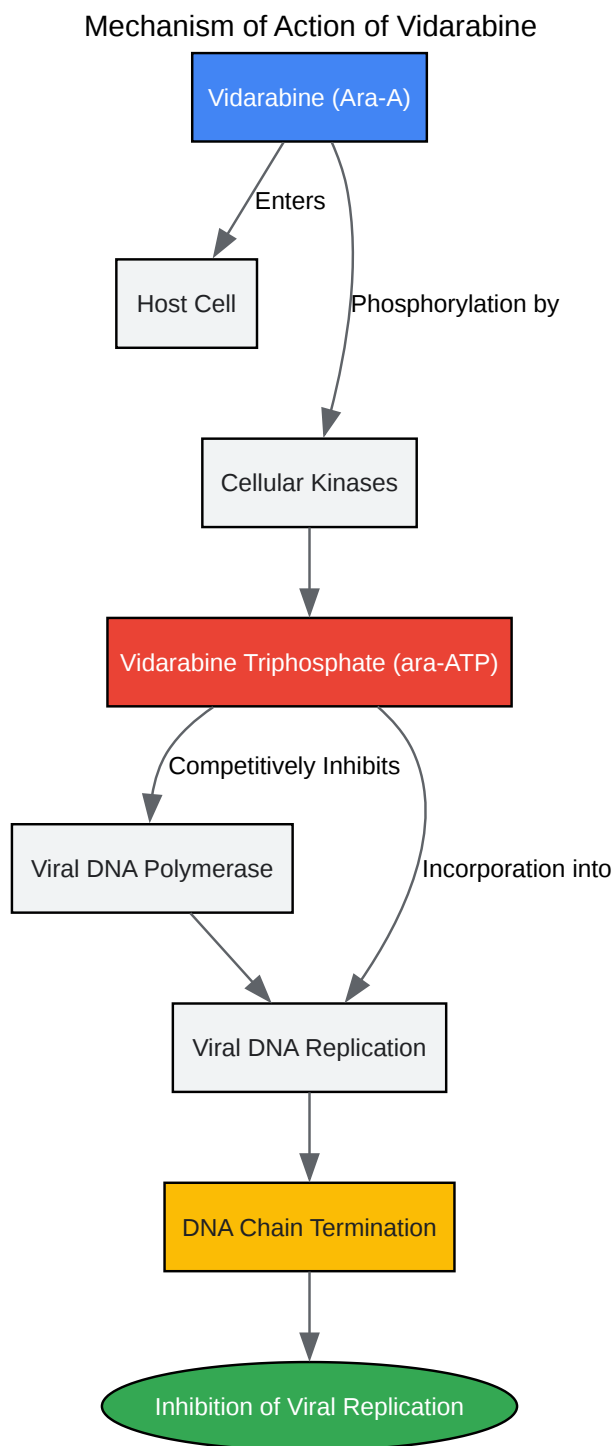 Mechanism of Action of Vidarabine
Vidarabine (Ara-A)
Enters
Host Cell
Phosphorylation by
Cellular Kinases
Vidarabine Triphosphate (ara-ATP)
Competitively Inhibits
Viral DNA Polymerase
Incorporation into
Viral DNA Replication
DNA Chain Termination
Inhibition of Viral Replication